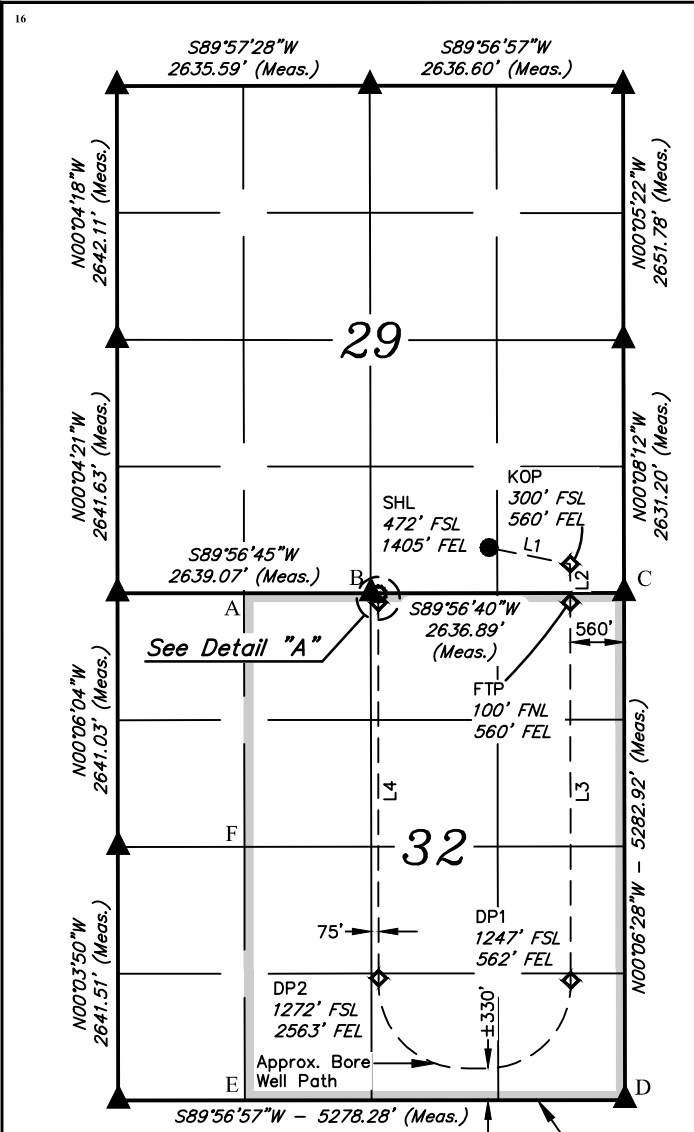 16
S89°57'28"W
2635.59' (Meas.)
S89°56'57"W
2636.60' (Meas.)
N00°04'18"W
2642.11' (Meas.)
N00°05'22"W
2651.78' (Meas.)
29
N00°04'21"W
2641.63' (Meas.)
N00°08'12"W
2631.20' (Meas.)
KOP
300' FSL
560' FEL
SHL
472' FSL
1405' FEL
L1
L2
S89°56'45"W
2639.07' (Meas.)
B
C
A
S89°56'40"W
2636.89'
(Meas.)
560'
See Detail "A"
FTP
100' FNL
560' FEL
N00°06'04"W
2641.03' (Meas.)
L4
L3
N00°06'28"W – 5282.92' (Meas.)
F
32
75'
DP1
1247' FSL
562' FEL
N00°03'50"W
2641.51' (Meas.)
DP2
1272' FSL
2563' FEL
±330'
Approx. Bore
Well Path
E
D
S89°56'57"W – 5278.28' (Meas.)